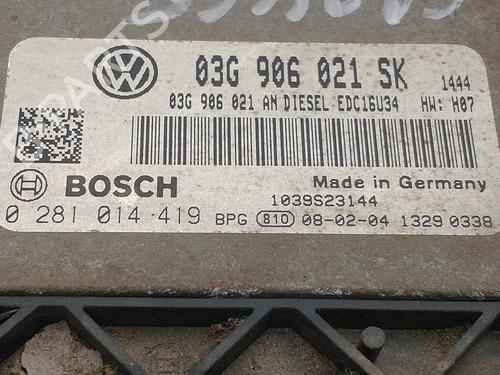 03G 906 021 SK 1444
03G 906 021 AN DIESEL EDC16U34 HW: H07
BOSCH Made in Germany
1039S23144
0 281 014 419 BPG 810 08-02-04 1329 0338